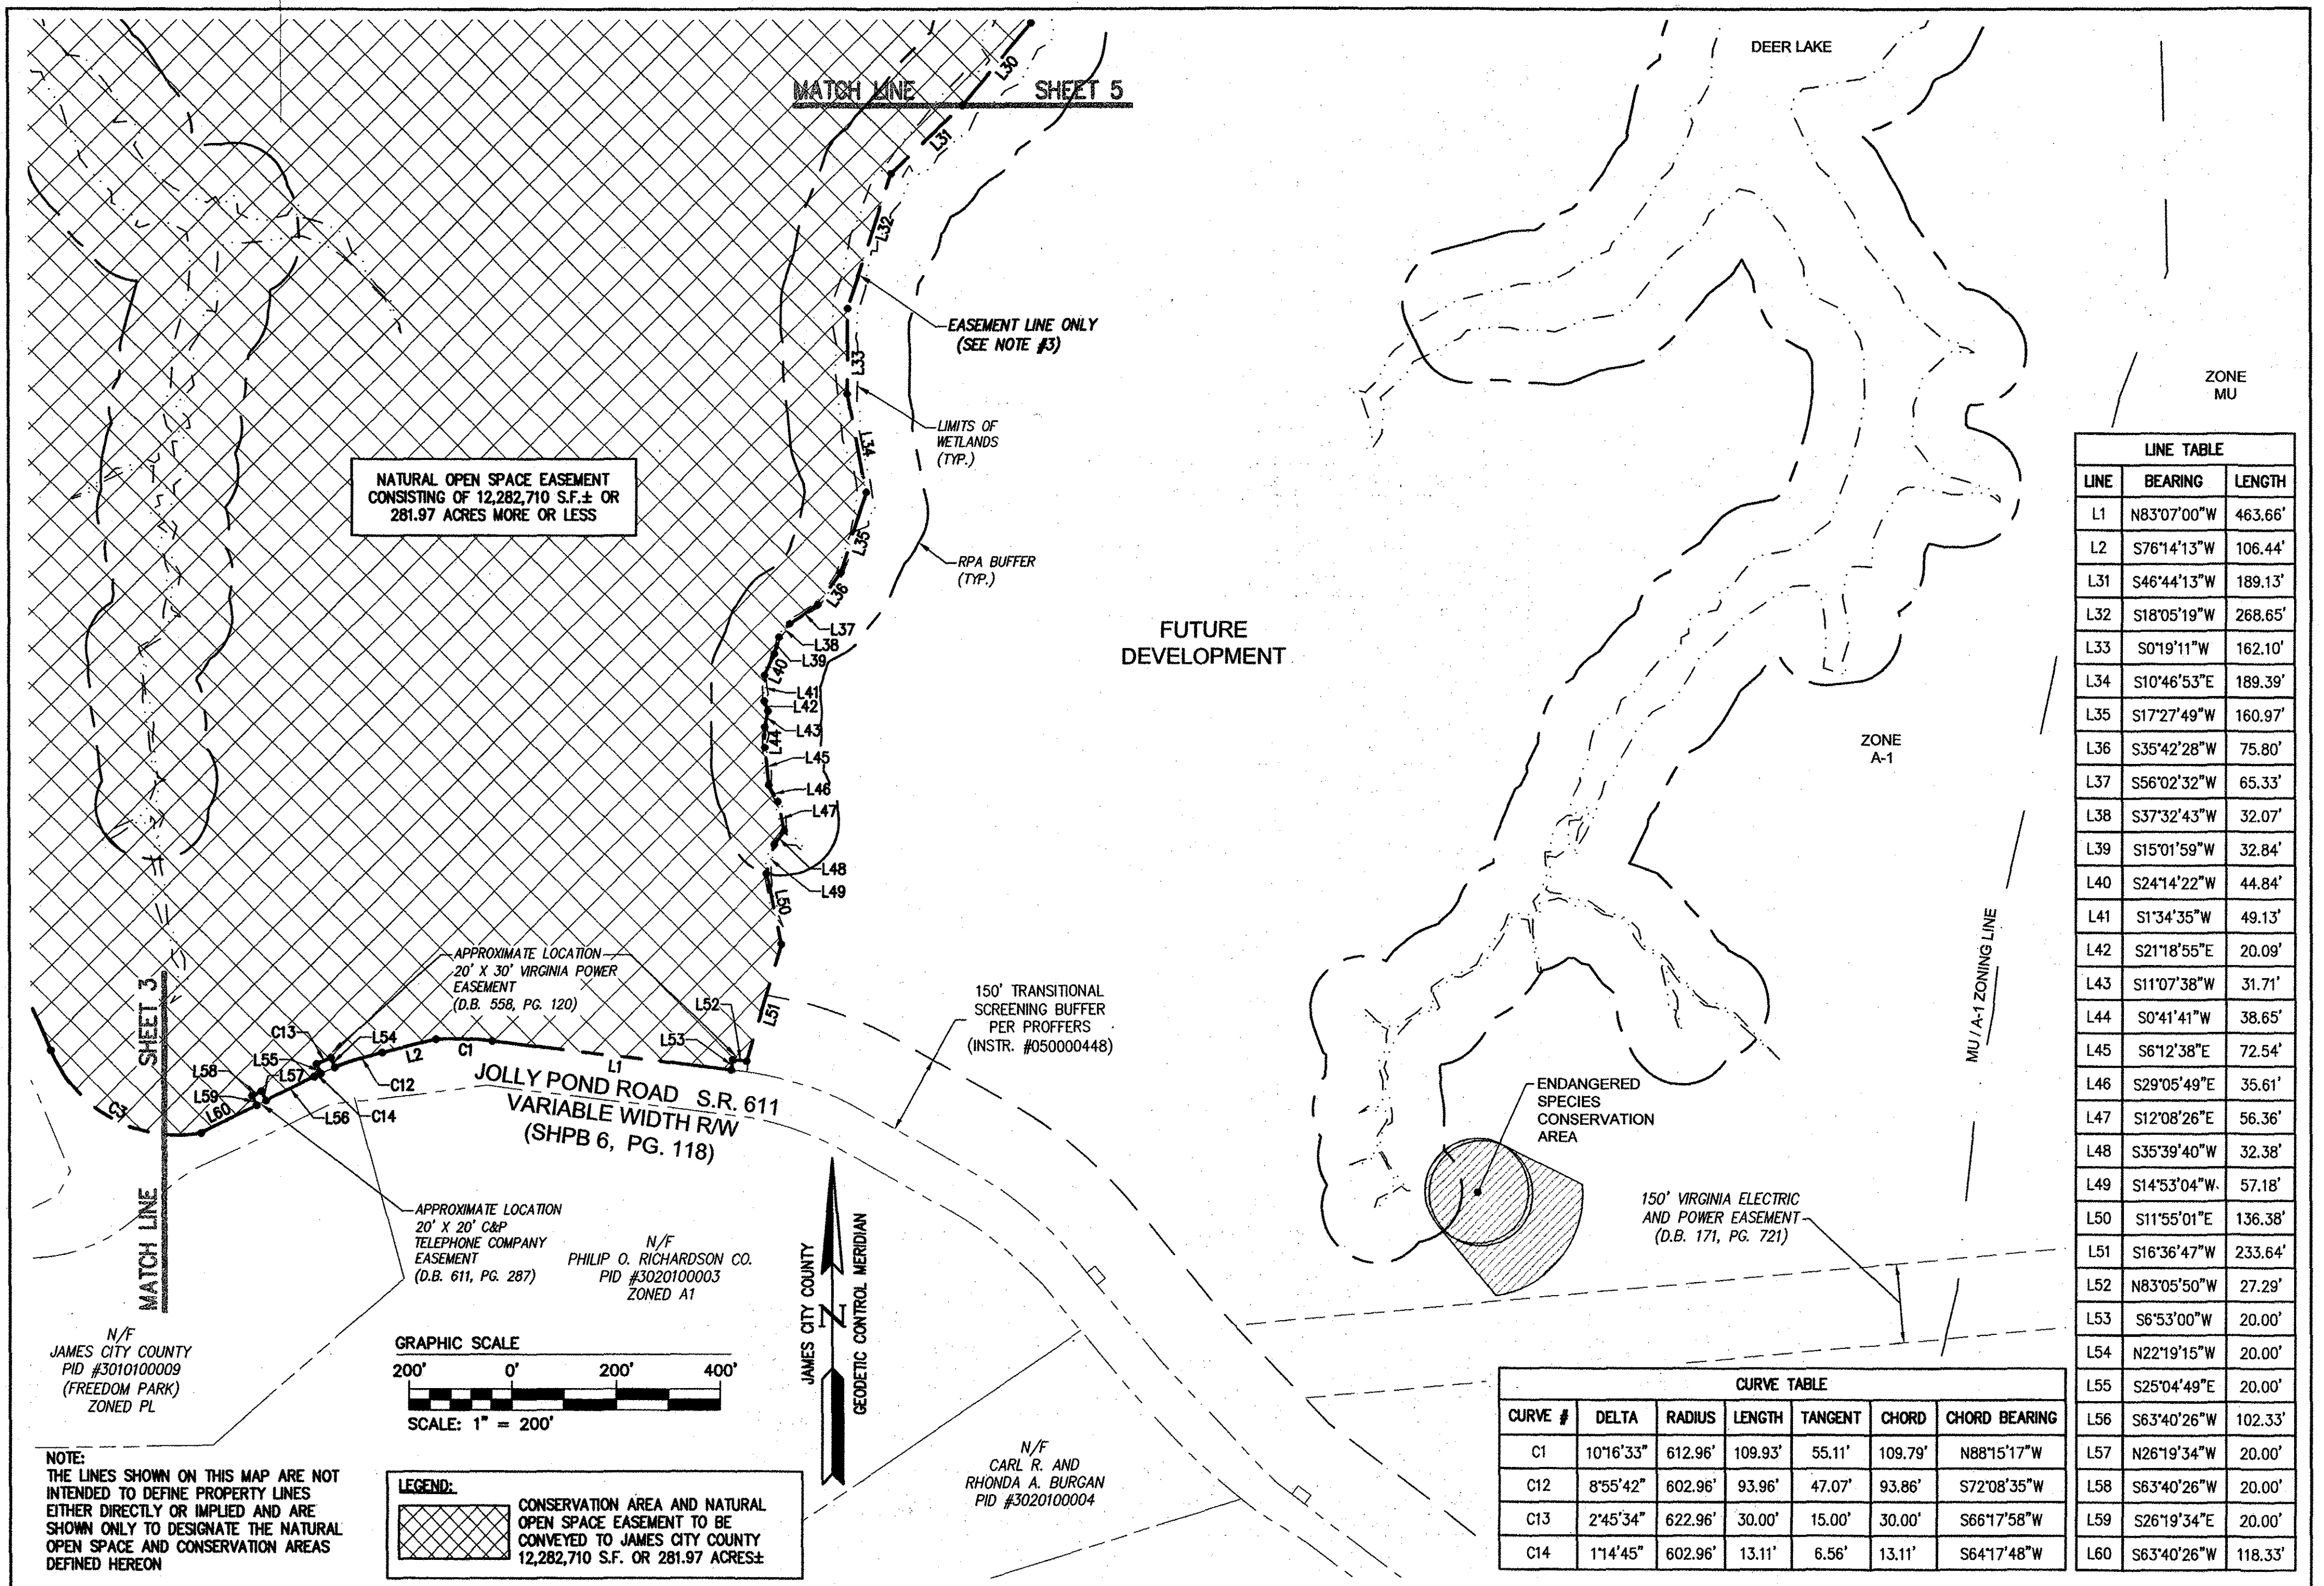 DEER LAKE
MATCH LINE SHEET 5
L30
L31
L32
EASEMENT LINE ONLY
(SEE NOTE #3)
L33
LIMITS OF
WETLANDS
(TYP.)
L34
NATURAL OPEN SPACE EASEMENT
CONSISTING OF 12,282,710 S.F.± OR
281.97 ACRES MORE OR LESS
L35
RPA BUFFER
(TYP.)
L36
L37
L38
L39
L40
L41
L42
L43
L44
L45
L46
L47
L48
L49
L50
FUTURE
DEVELOPMENT
ZONE
MU
ZONE
A-1
MU / A-1 ZONING LINE
APPROXIMATE LOCATION
20' X 30' VIRGINIA POWER
EASEMENT
(D.B. 558, PG. 120)
L51
L52
L53
150' TRANSITIONAL
SCREENING BUFFER
PER PROFFERS
(INSTR. #050000448)
C13
L54
L55
L2
C1
L1
C12
L58
L57
L59
L56
C14
L60
C3
MATCH LINE SHEET 3
JOLLY POND ROAD S.R. 611
VARIABLE WIDTH R/W
(SHPB 6, PG. 118)
ENDANGERED
SPECIES
CONSERVATION
AREA
150' VIRGINIA ELECTRIC
AND POWER EASEMENT
(D.B. 171, PG. 721)
APPROXIMATE LOCATION
20' X 20' C&P
TELEPHONE COMPANY
EASEMENT
(D.B. 611, PG. 287)
N/F
PHILIP O. RICHARDSON CO.
PID #3020100003
ZONED A1
JAMES CITY COUNTY
N
GEODETIC CONTROL MERIDIAN
N/F
JAMES CITY COUNTY
PID #3010100009
(FREEDOM PARK)
ZONED PL
GRAPHIC SCALE
200' 0' 200' 400'
SCALE: 1" = 200'
N/F
CARL R. AND
RHONDA A. BURGAN
PID #3020100004
NOTE:
THE LINES SHOWN ON THIS MAP ARE NOT
INTENDED TO DEFINE PROPERTY LINES
EITHER DIRECTLY OR IMPLIED AND ARE
SHOWN ONLY TO DESIGNATE THE NATURAL
OPEN SPACE AND CONSERVATION AREAS
DEFINED HEREON
LEGEND:
CONSERVATION AREA AND NATURAL
OPEN SPACE EASEMENT TO BE
CONVEYED TO JAMES CITY COUNTY
12,282,710 S.F. OR 281.97 ACRES±
CURVE TABLE
CURVE # DELTA RADIUS LENGTH TANGENT CHORD CHORD BEARING
C1 10°16'33" 612.96' 109.93' 55.11' 109.79' N88°15'17"W
C12 8°55'42" 602.96' 93.96' 47.07' 93.86' S72°08'35"W
C13 2°45'34" 622.96' 30.00' 15.00' 30.00' S66°17'58"W
C14 1°14'45" 602.96' 13.11' 6.56' 13.11' S64°17'48"W
LINE TABLE
LINE BEARING LENGTH
L1 N83°07'00"W 463.66'
L2 S76°14'13"W 106.44'
L31 S46°44'13"W 189.13'
L32 S18°05'19"W 268.65'
L33 S0°19'11"W 162.10'
L34 S10°46'53"E 189.39'
L35 S17°27'49"W 160.97'
L36 S35°42'28"W 75.80'
L37 S56°02'32"W 65.33'
L38 S37°32'43"W 32.07'
L39 S15°01'59"W 32.84'
L40 S24°14'22"W 44.84'
L41 S1°34'35"W 49.13'
L42 S21°18'55"E 20.09'
L43 S11°07'38"W 31.71'
L44 S0°41'41"W 38.65'
L45 S6°12'38"E 72.54'
L46 S29°05'49"E 35.61'
L47 S12°08'26"E 56.36'
L48 S35°39'40"W 32.38'
L49 S14°53'04"W 57.18'
L50 S11°55'01"E 136.38'
L51 S16°36'47"W 233.64'
L52 N83°05'50"W 27.29'
L53 S6°53'00"W 20.00'
L54 N22°19'15"W 20.00'
L55 S25°04'49"E 20.00'
L56 S63°40'26"W 102.33'
L57 N26°19'34"W 20.00'
L58 S63°40'26"W 20.00'
L59 S26°19'34"E 20.00'
L60 S63°40'26"W 118.33'